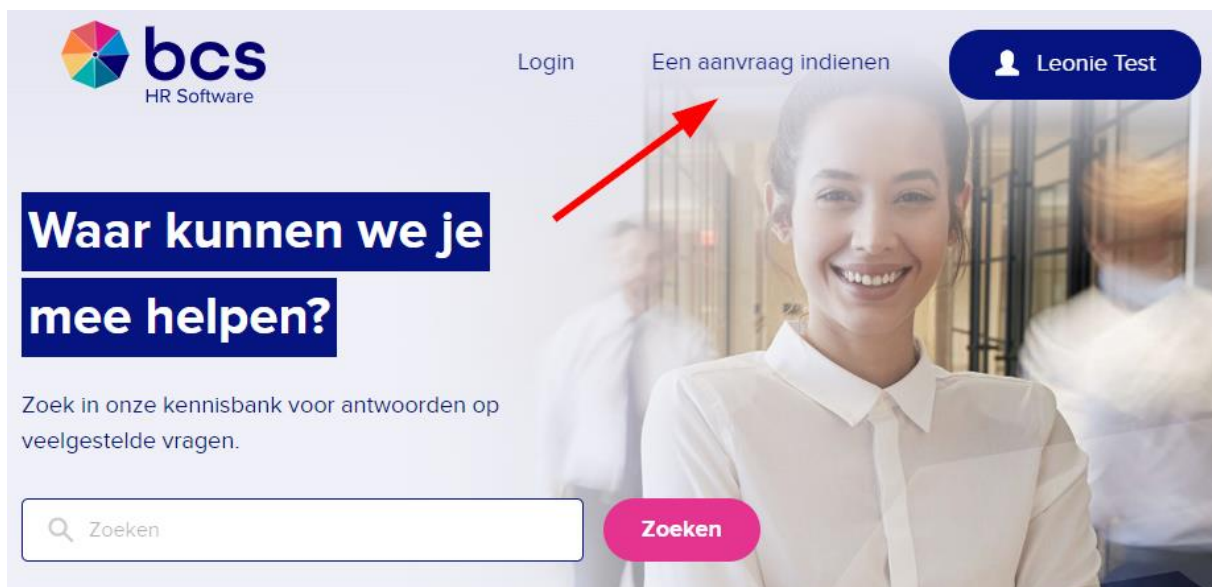 bcs
HR Software
Login
Een aanvraag indienen
Leonie Test
Waar kunnen we je
mee helpen?
Zoek in onze kennisbank voor antwoorden op
veelgestelde vragen.
Zoeken
Zoeken